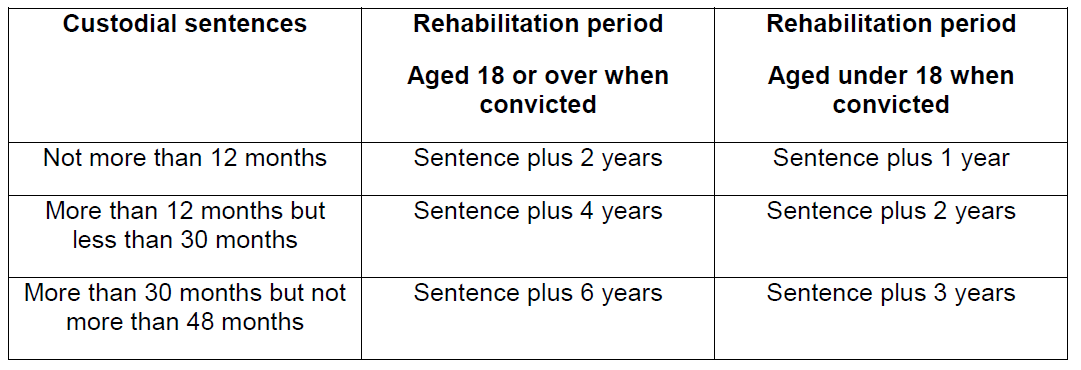 Custodial sentences
Rehabilitation period
Aged 18 or over when
convicted
Rehabilitation period
Aged under 18 when
convicted
Not more than 12 months
Sentence plus 2 years
Sentence plus 1 year
More than 12 months but
less than 30 months
Sentence plus 4 years
Sentence plus 2 years
More than 30 months but not
more than 48 months
Sentence plus 6 years
Sentence plus 3 years